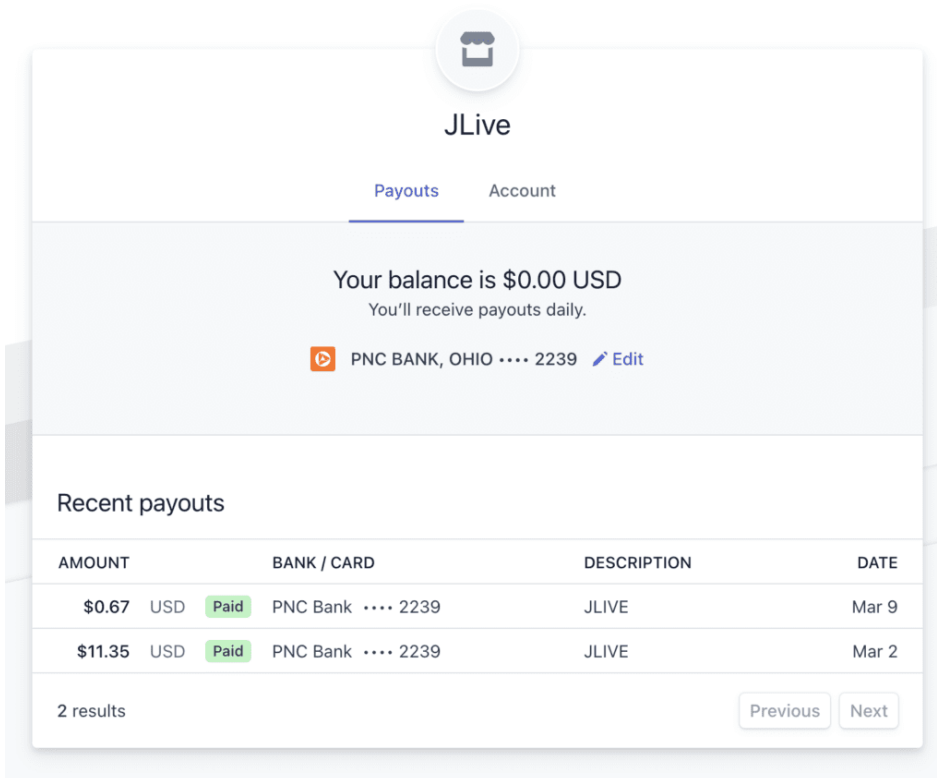 JLive
Payouts Account
Your balance is $0.00 USD
You'll receive payouts daily.
PNC BANK, OHIO •••• 2239 Edit
Recent payouts
AMOUNT BANK / CARD DESCRIPTION DATE
$0.67 USD Paid PNC Bank •••• 2239 JLIVE Mar 9
$11.35 USD Paid PNC Bank •••• 2239 JLIVE Mar 2
2 results Previous Next